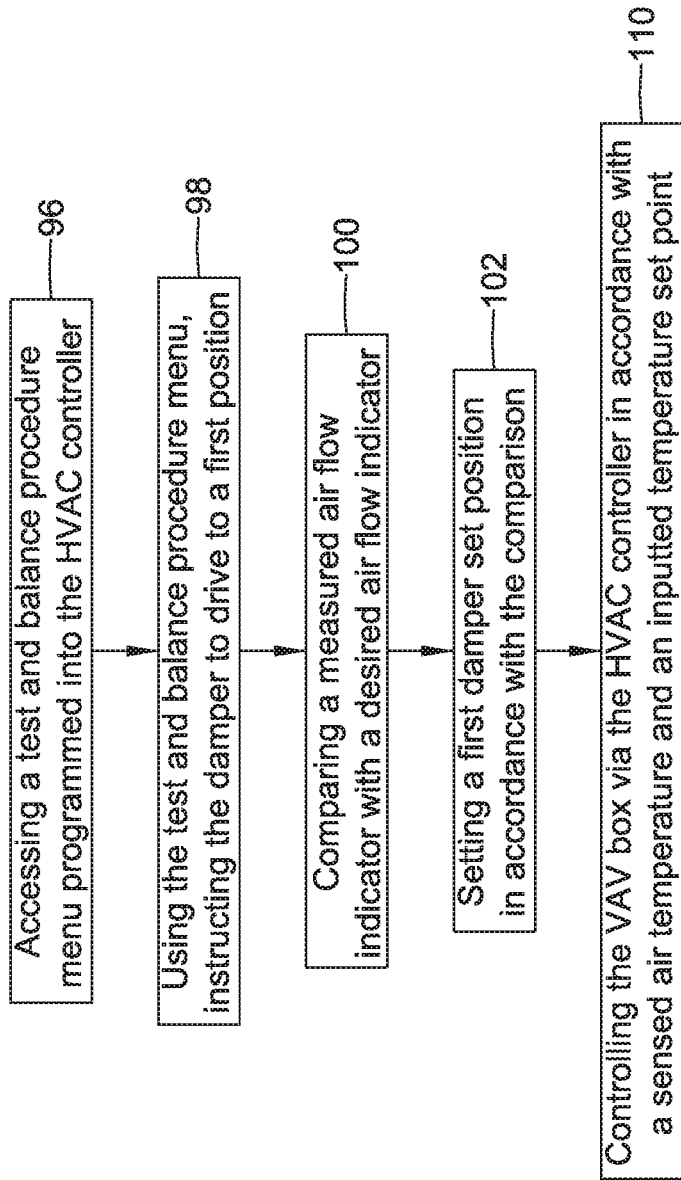 Accessing a test and balance procedure
menu programmed into the HVAC controller
96
Using the test and balance procedure menu,
instructing the damper to drive to a first position
98
Comparing a measured air flow
indicator with a desired air flow indicator
100
Setting a first damper set position
in accordance with the comparison
102
Controlling the VAV box via the HVAC controller in accordance with
a sensed air temperature and an inputted temperature set point
110